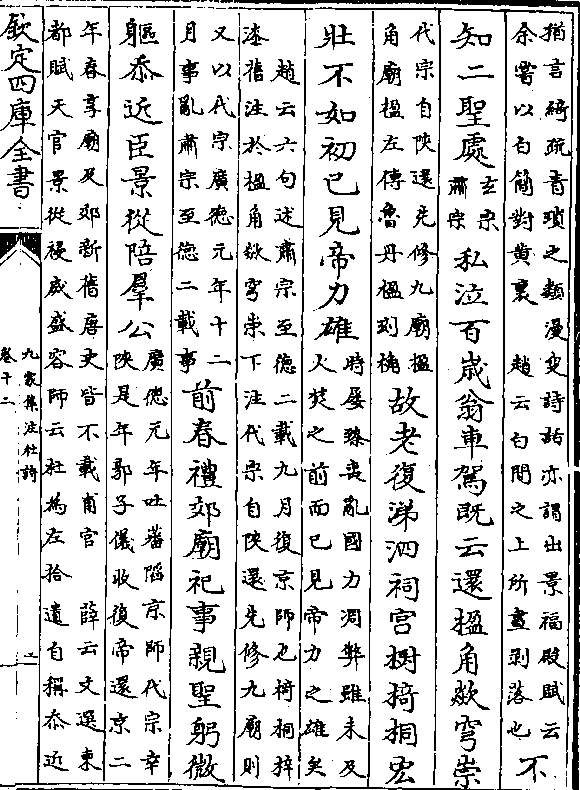 猶言綺疏青瑣之類漫叟詩話亦謂出景福殿賦云
余嘗以白簡對黄裏 趙云白間之上所畫剥落也
不
知二聖處
玄宗
肅宗
私泣百歲翁車駕既云還楹角欻穹崇
代宗自陝還先修九廟楹
角廟楹左傳魯丹楹刻桷
故老復涕泗祠宫樹掎桐宏
壯不如初已見帝力雄
時屢臻喪亂國力凋弊雖未及
火焚之前而已見帝力之雄矣
趙云六句述肅宗至德二載九月復京師也掎桐梓
漆舊注於楹角欻穹崇下注代宗自陝還先修九廟則
又以代宗廣德元年十二
月事亂肅宗至德二載事
前春禮郊廟祀事親聖躬微
軀忝近臣景從陪羣公
廣德元年吐蕃陷京師代宗幸
陝是年郭子儀收復帝還京二
年春享廟及郊新舊唐史皆不載甫官 薛云文選東
都賦天官景從祲威盛容師云杜為左拾遺自稱忝近
欽定四庫全書
九家集注杜詩
卷十二